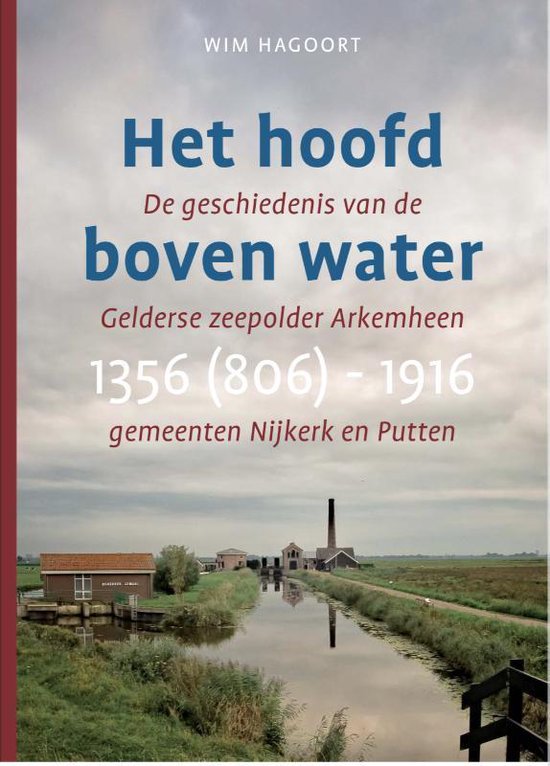 WIM HAGOORT
Het hoofd
De geschiedenis van de
boven water
Gelderse zeepolder Arkemheen
1356 (806) - 1916
gemeenten Nijkerk en Putten